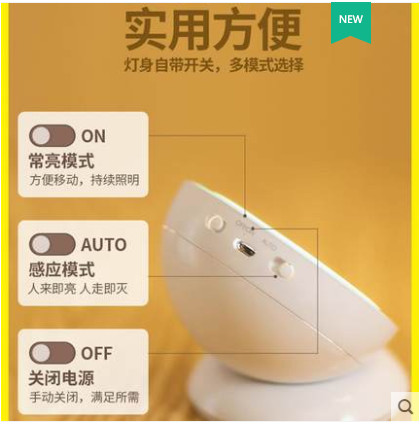 实用方便
NEW
灯身自带开关，多模式选择
ON
常亮模式
方便移动，持续照明
AUTO
感应模式
人来即亮 人走即灭
OFF
关闭电源
手动关闭，满足所需
AUTO